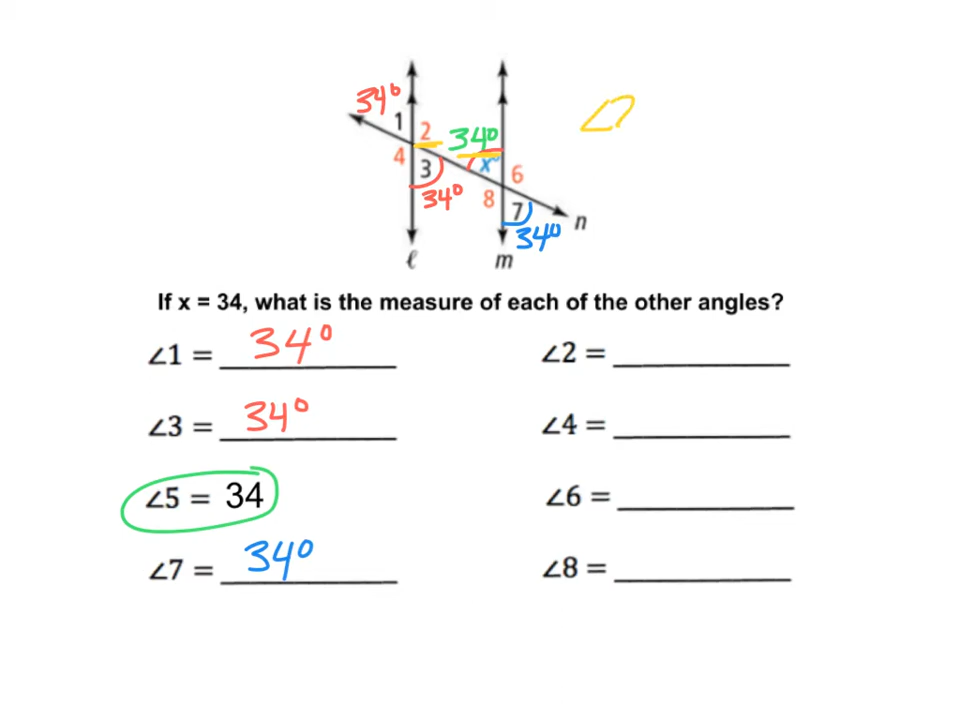 34°
1
2
34°
4
3
x°
6
34°
8
7
n
34°
ℓ
m
If x = 34, what is the measure of each of the other angles?
∠1 = 34°
∠2 =
∠3 = 34°
∠4 =
∠5 = 34
∠6 =
∠7 = 34°
∠8 =